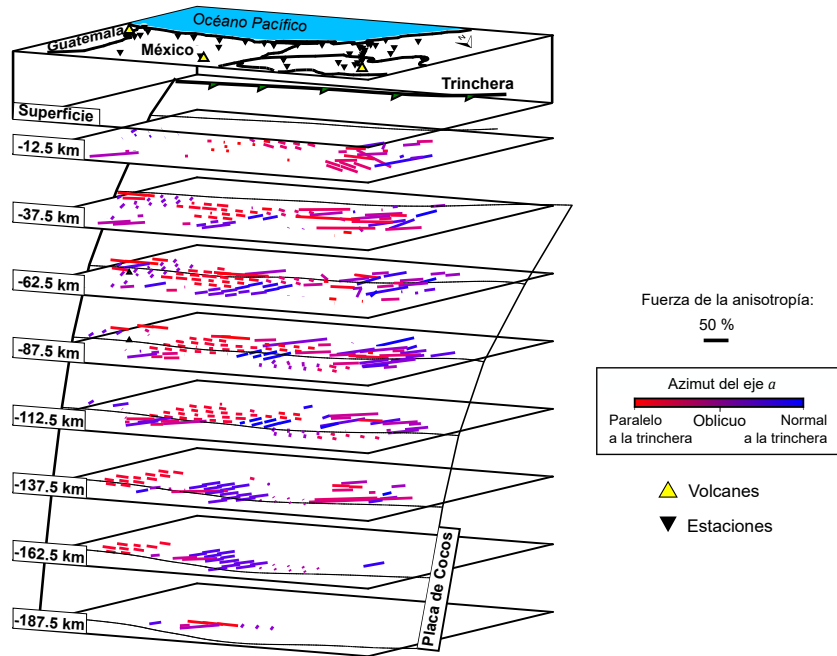 Océano Pacífico
Guatemala
México
Trinchera
Superficie
-12.5 km
-37.5 km
-62.5 km
-87.5 km
-112.5 km
-137.5 km
-162.5 km
-187.5 km
Placa de Cocos
Fuerza de la anisotropía:
50 %
Azimut del eje a
Paralelo
a la trinchera
Oblicuo
Normal
a la trinchera
Volcanes
Estaciones